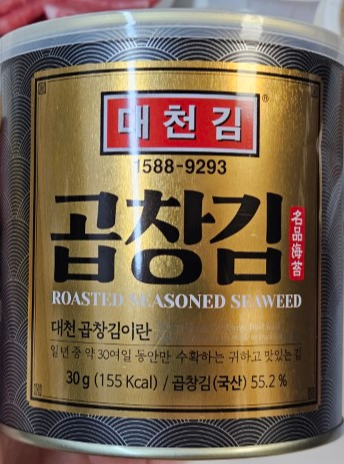 대천김®
1588-9293
곱창김
名品海苔
ROASTED SEASONED SEAWEED
대천 곱창김이란
일 년 중 약 30여일 동안만 수확하는 귀하고 맛있는 김
30 g (155 Kcal) / 곱창김(국산) 55.2 %